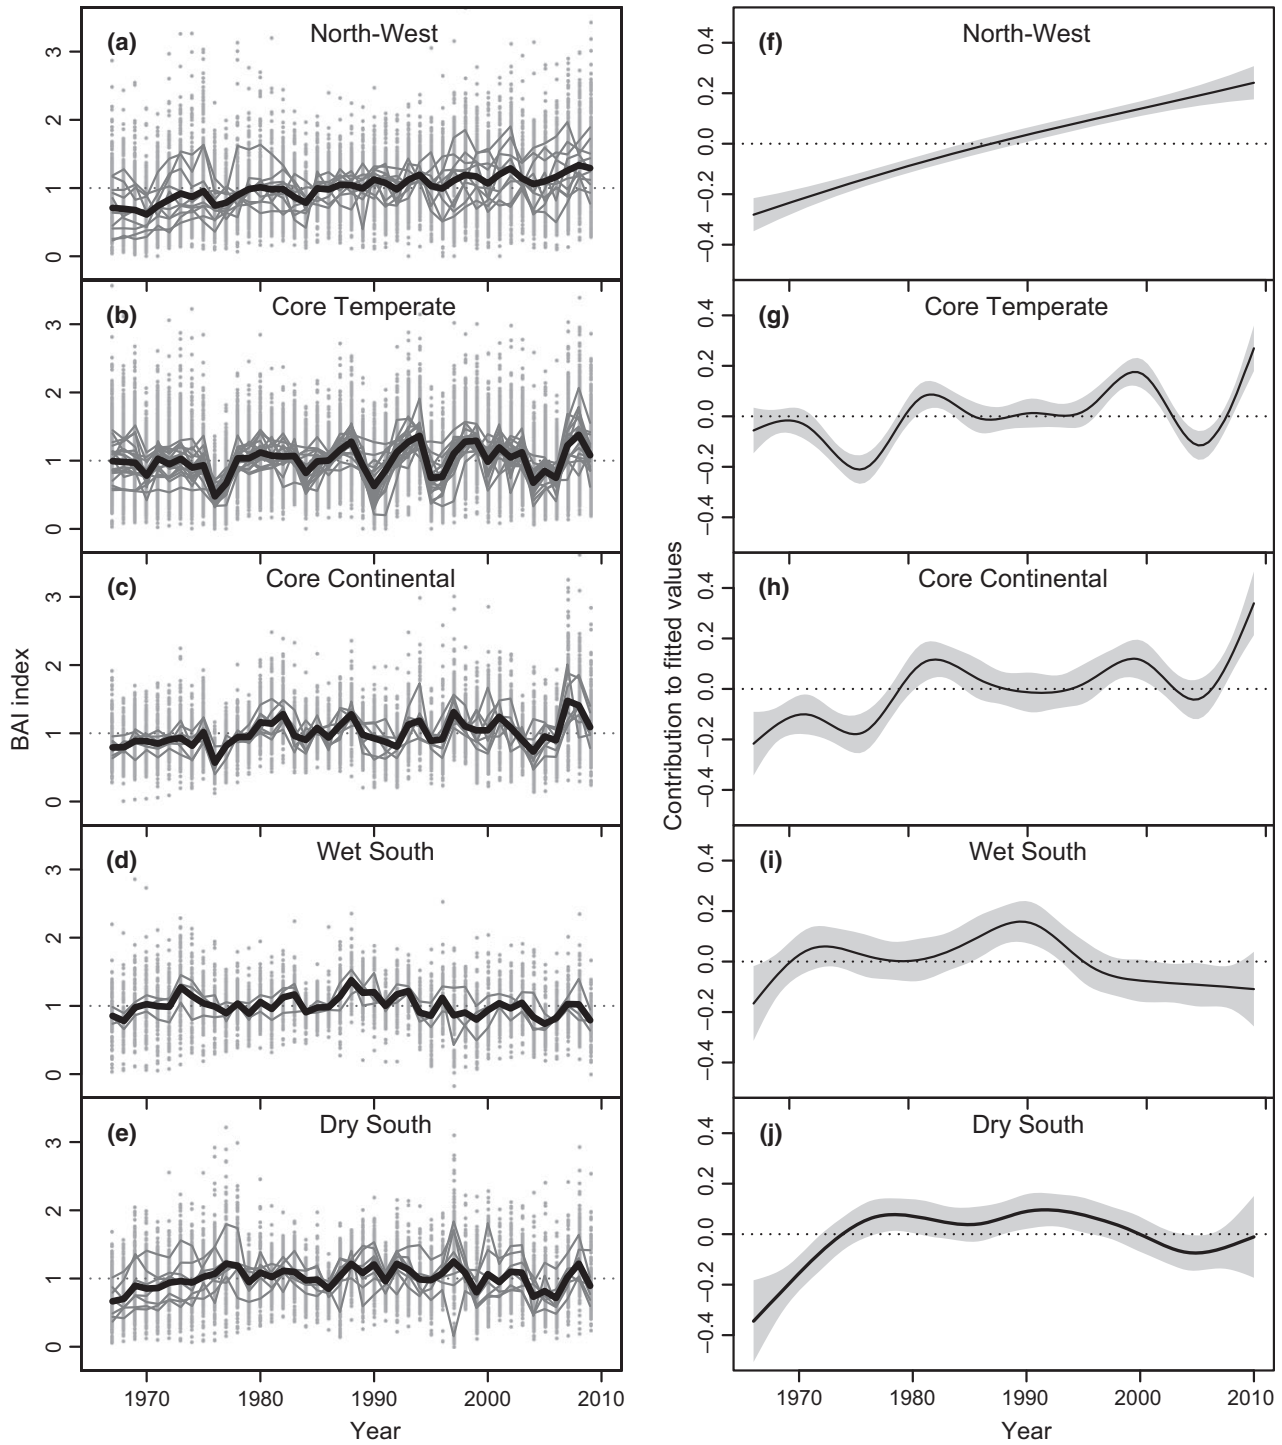 (a) North-West
3
2
1
0
(b) Core Temperate
3
2
1
0
(c) Core Continental
3
2
1
0
(d) Wet South
3
2
1
0
(e) Dry South
3
2
1
0
BAI index
1970 1980 1990 2000 2010
Year
(f) North-West
0.4
0.2
0.0
−0.2
−0.4
(g) Core Temperate
0.4
0.2
0.0
−0.2
−0.4
(h) Core Continental
0.4
0.2
0.0
−0.2
−0.4
(i) Wet South
0.4
0.2
0.0
−0.2
−0.4
(j) Dry South
0.4
0.2
0.0
−0.2
−0.4
Contribution to fitted values
1970 1980 1990 2000 2010
Year